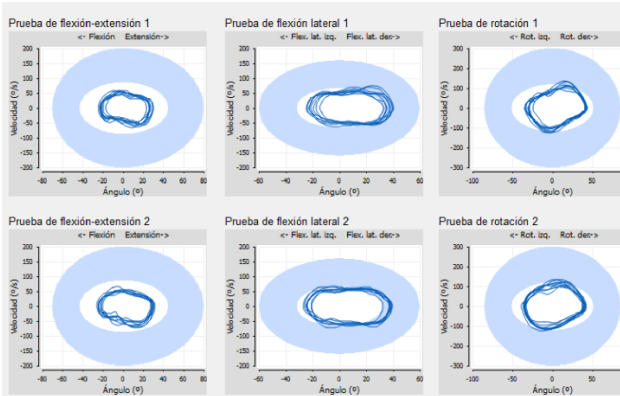 Prueba de flexión-extensión 1
<- Flexión Extensión->
200
150
100
50
0
-50
-100
-150
-200
Velocidad (º/s)
-80 -60 -40 -20 0 20 40 60 80
Ángulo (º)
Prueba de flexión lateral 1
<- Flex. lat. izq. Flex. lat. der.->
200
150
100
50
0
-50
-100
-150
-200
Velocidad (º/s)
-60 -40 -20 0 20 40 60
Ángulo (º)
Prueba de rotación 1
<- Rot. izq. Rot. der.->
300
200
100
0
-100
-200
-300
Velocidad (º/s)
-100 -50 0 50
Ángulo (º)
Prueba de flexión-extensión 2
<- Flexión Extensión->
200
150
100
50
0
-50
-100
-150
-200
Velocidad (º/s)
-80 -60 -40 -20 0 20 40 60 80
Ángulo (º)
Prueba de flexión lateral 2
<- Flex. lat. izq. Flex. lat. der.->
200
150
100
50
0
-50
-100
-150
-200
Velocidad (º/s)
-60 -40 -20 0 20 40 60
Ángulo (º)
Prueba de rotación 2
<- Rot. izq. Rot. der.->
300
200
100
0
-100
-200
-300
Velocidad (º/s)
-100 -50 0 50
Ángulo (º)